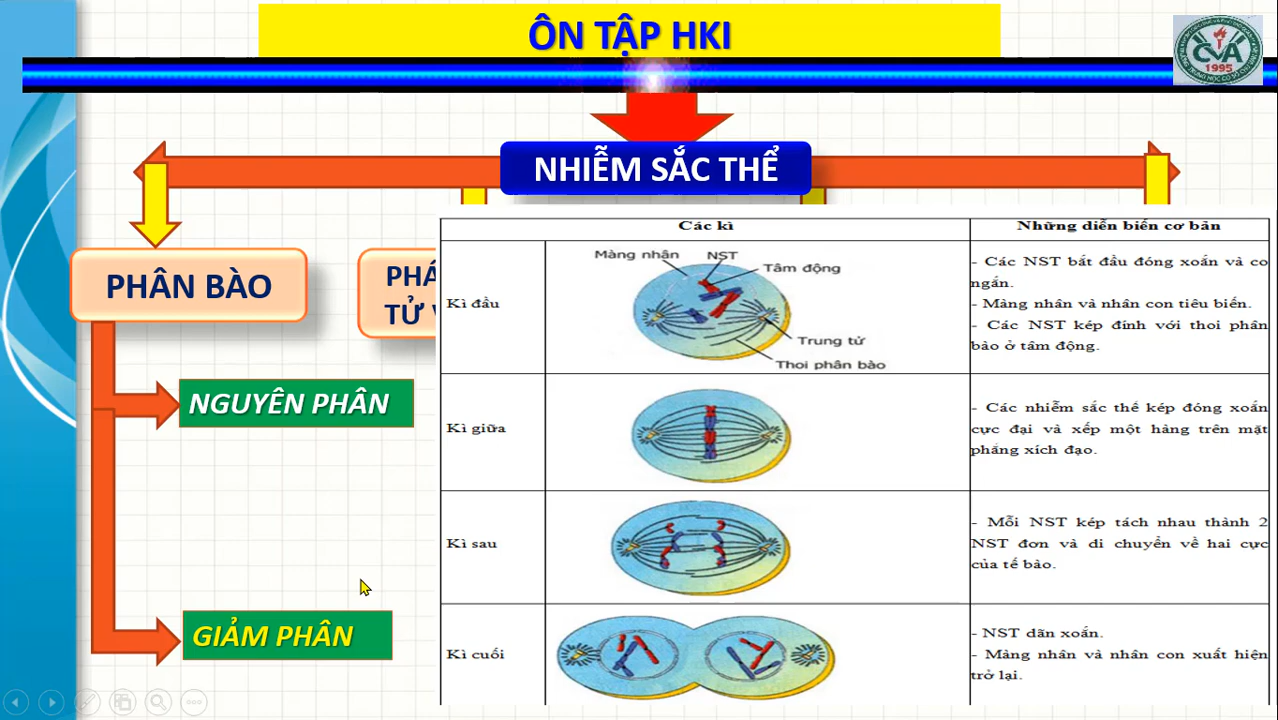 ÔN TẬP HKI
CVA
1995
NHIỄM SẮC THỂ
PHÂN BÀO
TỬ
NGUYÊN PHÂN
GIẢM PHÂN
Các kì
Những diễn biến cơ bản
Kì đầu
Màng nhân
NST
Tâm động
Trung tử
Thoi phân bào
- Các NST bắt đầu đóng xoắn và co
ngắn.
- Màng nhân và nhân con tiêu biến.
- Các NST kép đính với thoi phân
bào ở tâm động.
Kì giữa
- Các nhiễm sắc thể kép đóng xoắn
cực đại và xếp một hàng trên mặt
phẳng xích đạo.
Kì sau
- Mỗi NST kép tách nhau thành 2
NST đơn và di chuyển về hai cực
của tế bào.
Kì cuối
- NST dãn xoắn.
- Màng nhân và nhân con xuất hiện
trở lại.